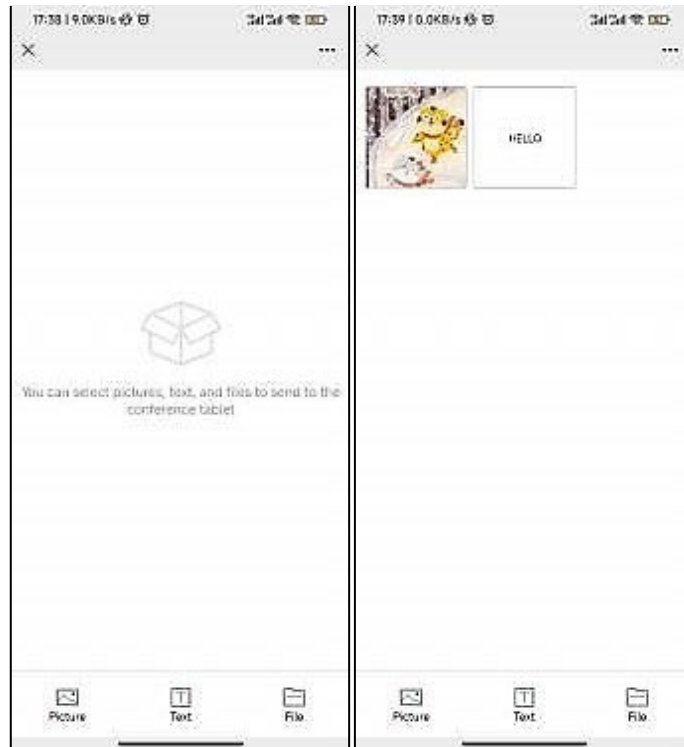 17:38 | 9.0KB/s
You can select pictures, text, and files to send to the
conference tablet
Picture
Text
File
17:39 | 0.0KB/s
HELLO
Picture
Text
File